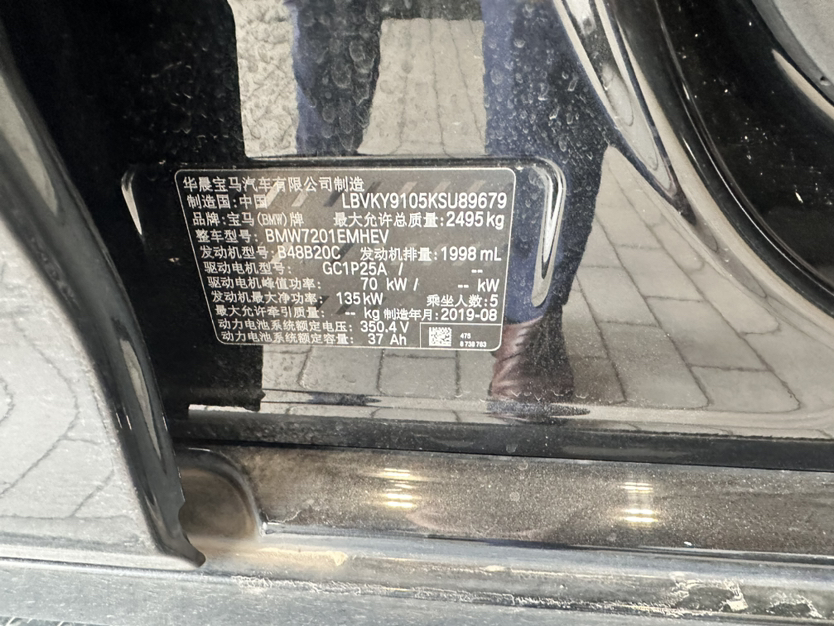 华晨宝马汽车有限公司制造
制造国:中国 LBVKY9105KSU89679
品牌:宝马(BMW)牌 最大允许总质量:2495kg
整车型号:BMW7201EMHEV
发动机型号:B48B20C 发动机排量:1998 mL
驱动电机型号: GC1P25A / --
驱动电机峰值功率: 70 kW / -- kW
发动机最大净功率: 135kW 乘坐人数:5
最大允许牵引质量: -- kg 制造年月:2019-08
动力电池系统额定电压: 350.4 V
动力电池系统额定容量: 37 Ah
475
8 738 763